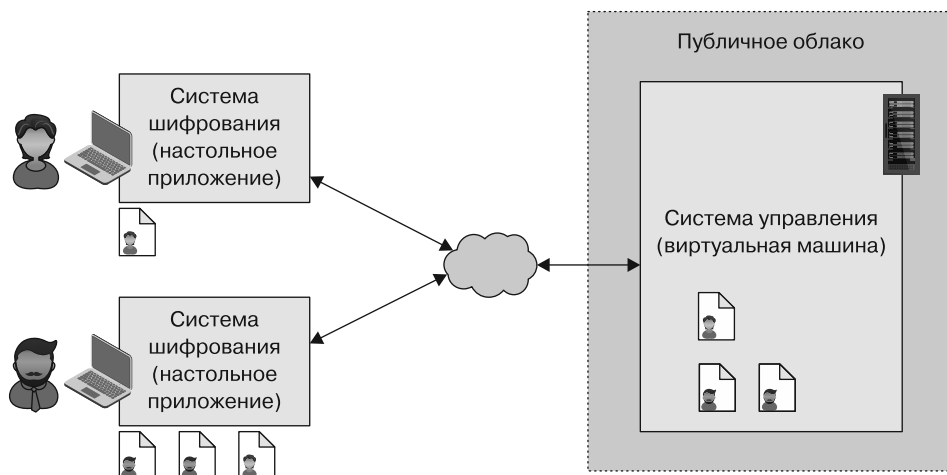 Публичное облако
Система
шифрования
(настольное
приложение)
Система управления
(виртуальная машина)
Система
шифрования
(настольное
приложение)